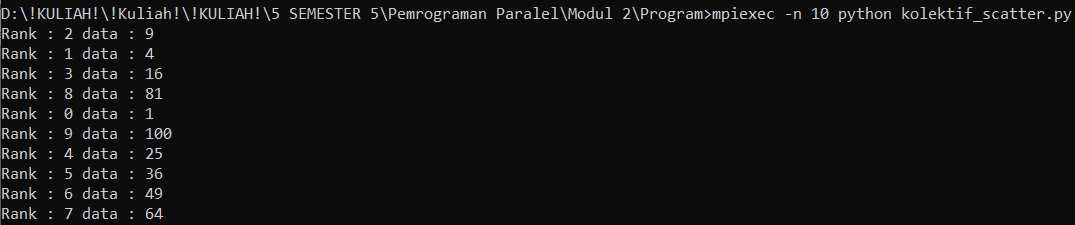 D:\!KULIAH!\!Kuliah!\!KULIAH!\5 SEMESTER 5\Pemrograman Paralel\Modul 2\Program>mpiexec -n 10 python kolektif_scatter.py
Rank : 2 data : 9
Rank : 1 data : 4
Rank : 3 data : 16
Rank : 8 data : 81
Rank : 0 data : 1
Rank : 9 data : 100
Rank : 4 data : 25
Rank : 5 data : 36
Rank : 6 data : 49
Rank : 7 data : 64